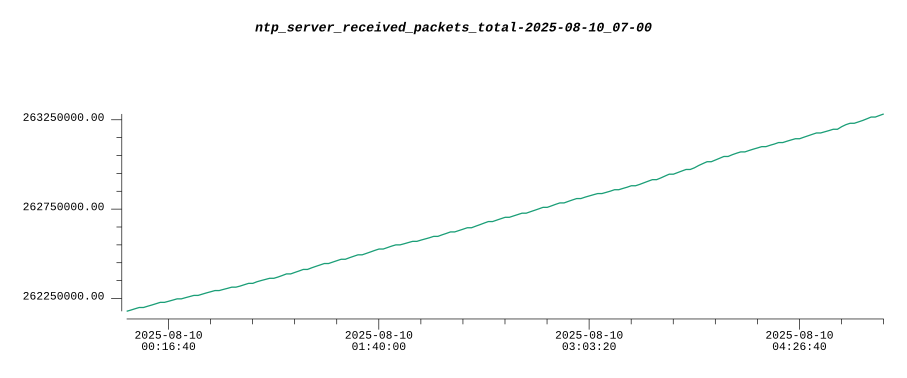 ntp_server_received_packets_total-2025-08-10_07-00
263250000.00
262750000.00
262250000.00
2025-08-10 2025-08-10 2025-08-10 2025-08-10
00:16:40 01:40:00 03:03:20 04:26:40